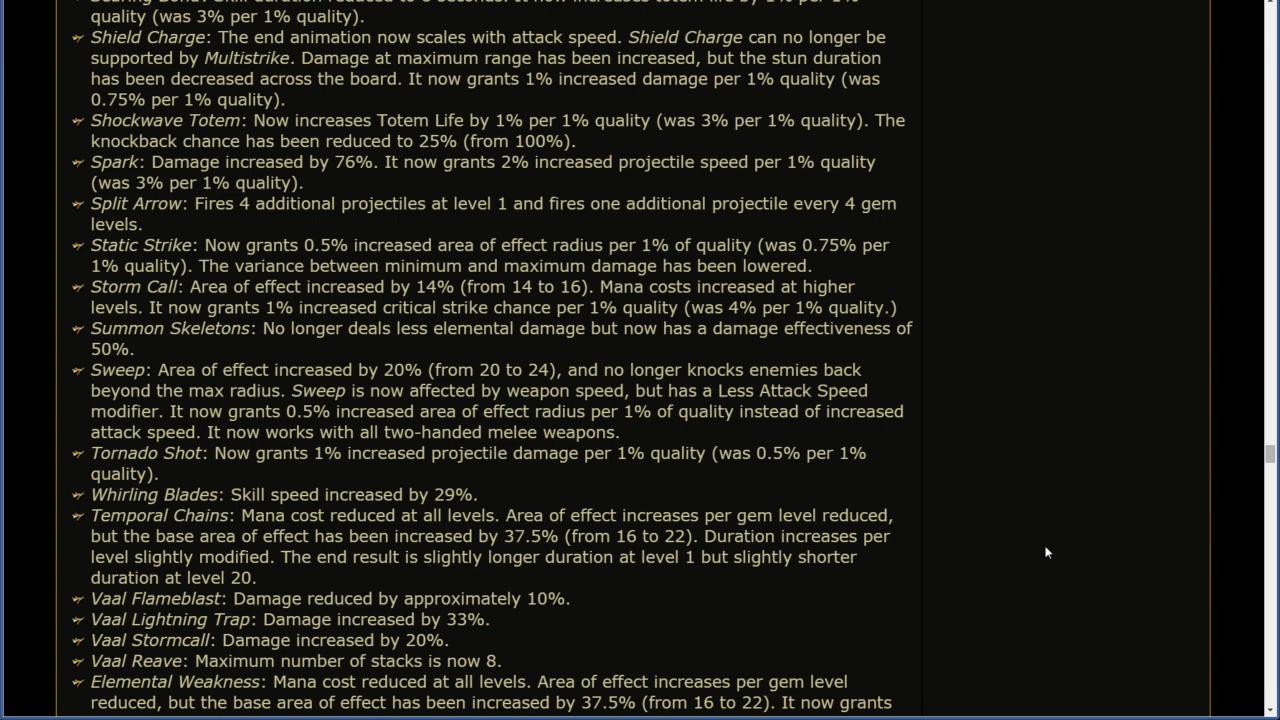 quality (was 3% per 1% quality).
Shield Charge: The end animation now scales with attack speed. Shield Charge can no longer be
supported by Multistrike. Damage at maximum range has been increased, but the stun duration
has been decreased across the board. It now grants 1% increased damage per 1% quality (was
0.75% per 1% quality).
Shockwave Totem: Now increases Totem Life by 1% per 1% quality (was 3% per 1% quality). The
knockback chance has been reduced to 25% (from 100%).
Spark: Damage increased by 76%. It now grants 2% increased projectile speed per 1% quality
(was 3% per 1% quality).
Split Arrow: Fires 4 additional projectiles at level 1 and fires one additional projectile every 4 gem
levels.
Static Strike: Now grants 0.5% increased area of effect radius per 1% of quality (was 0.75% per
1% quality). The variance between minimum and maximum damage has been lowered.
Storm Call: Area of effect increased by 14% (from 14 to 16). Mana costs increased at higher
levels. It now grants 1% increased critical strike chance per 1% quality (was 4% per 1% quality.)
Summon Skeletons: No longer deals less elemental damage but now has a damage effectiveness of
50%.
Sweep: Area of effect increased by 20% (from 20 to 24), and no longer knocks enemies back
beyond the max radius. Sweep is now affected by weapon speed, but has a Less Attack Speed
modifier. It now grants 0.5% increased area of effect radius per 1% of quality instead of increased
attack speed. It now works with all two-handed melee weapons.
Tornado Shot: Now grants 1% increased projectile damage per 1% quality (was 0.5% per 1%
quality).
Whirling Blades: Skill speed increased by 29%.
Temporal Chains: Mana cost reduced at all levels. Area of effect increases per gem level reduced,
but the base area of effect has been increased by 37.5% (from 16 to 22). Duration increases per
level slightly modified. The end result is slightly longer duration at level 1 but slightly shorter
duration at level 20.
Vaal Flameblast: Damage reduced by approximately 10%.
Vaal Lightning Trap: Damage increased by 33%.
Vaal Stormcall: Damage increased by 20%.
Vaal Reave: Maximum number of stacks is now 8.
Elemental Weakness: Mana cost reduced at all levels. Area of effect increases per gem level
reduced, but the base area of effect has been increased by 37.5% (from 16 to 22). It now grants